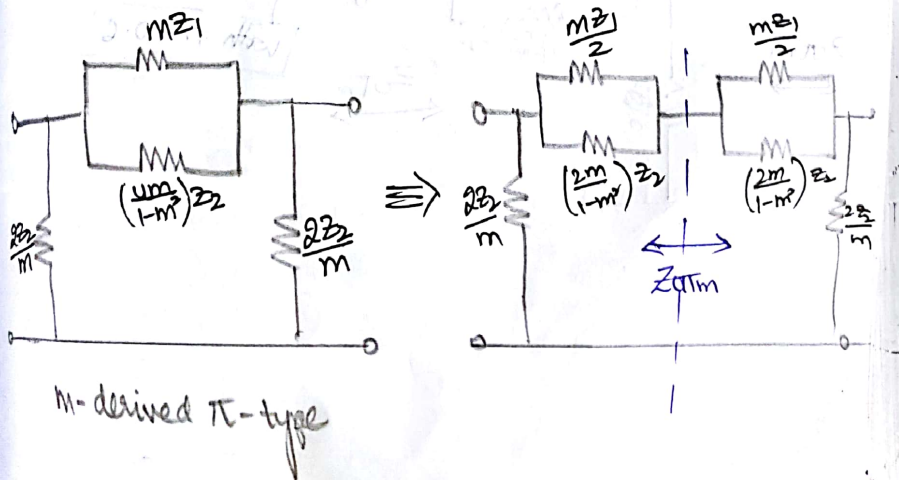 mZ₁
(4m/1-m²)Z₂
2Z₂/m
2Z₂/m
m-derived π-type
≡>
mZ₁/2
mZ₁/2
(2m/1-m²)Z₂
(2m/1-m²)Z₂
2Z₂/m
2Z₂/m
Zπm